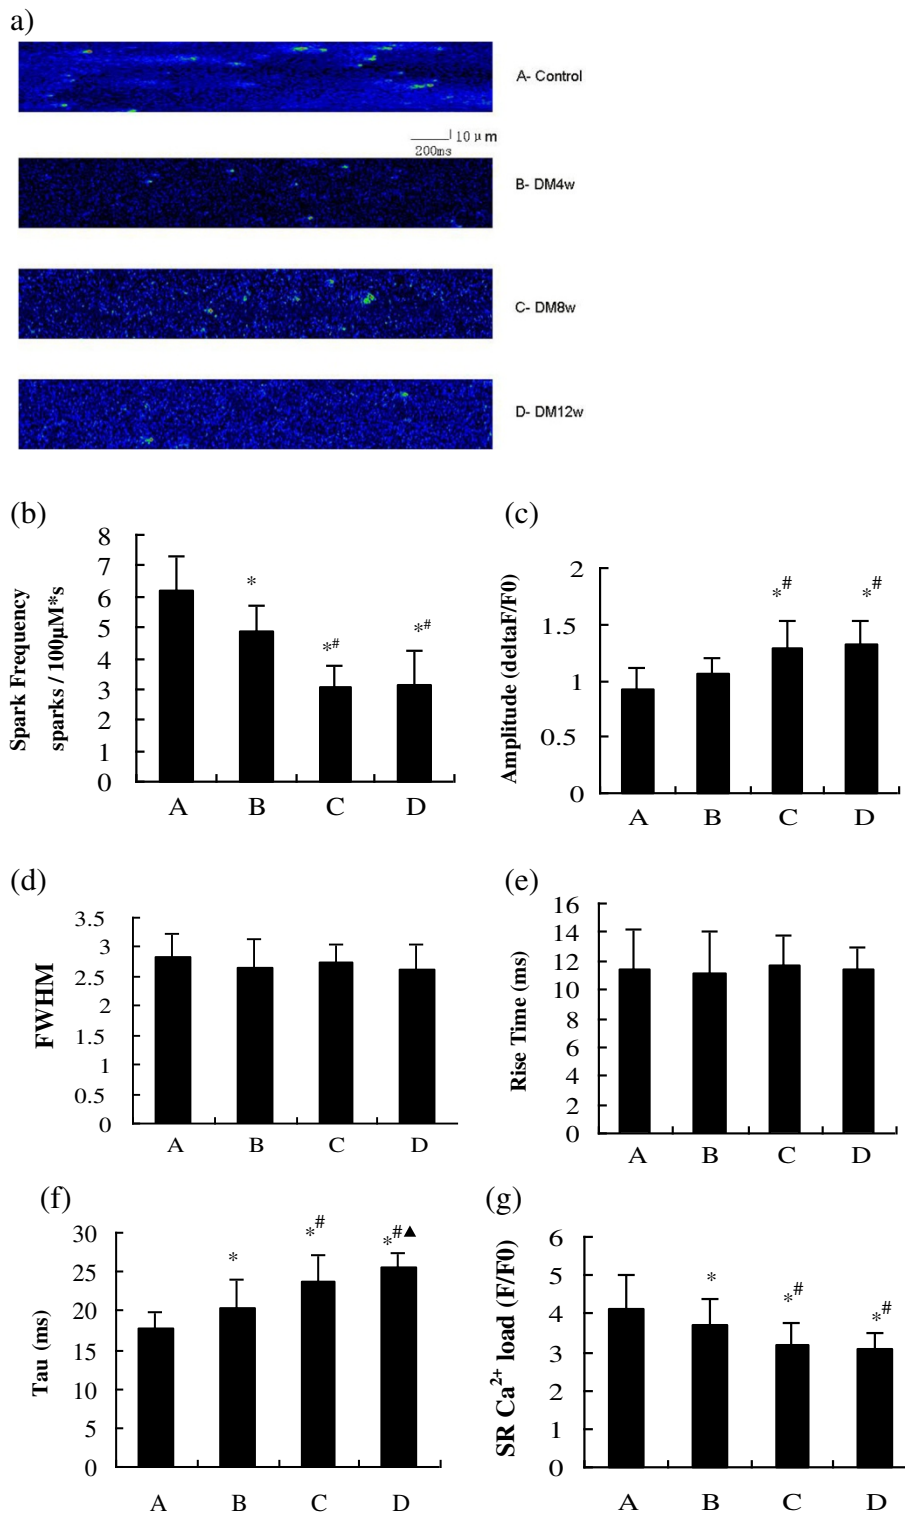 a)
A- Control
10 μm
200ms
B- DM4w
C- DM8w
D- DM12w
(b)
Spark Frequency
sparks / 100μM*s
8
7
6
5
4
3
2
1
0
*
*#
*#
A B C D
(c)
Amplitude (deltaF/F0)
2
1.5
1
0.5
0
*#
*#
A B C D
(d)
FWHM
3.5
3
2.5
2
1.5
1
0.5
0
A B C D
(e)
Rise Time (ms)
16
14
12
10
8
6
4
2
0
A B C D
(f)
Tau (ms)
30
25
20
15
10
5
0
*
*#
*#▲
A B C D
(g)
SR Ca²⁺ load (F/F0)
6
5
4
3
2
1
0
*
*#
*#
A B C D